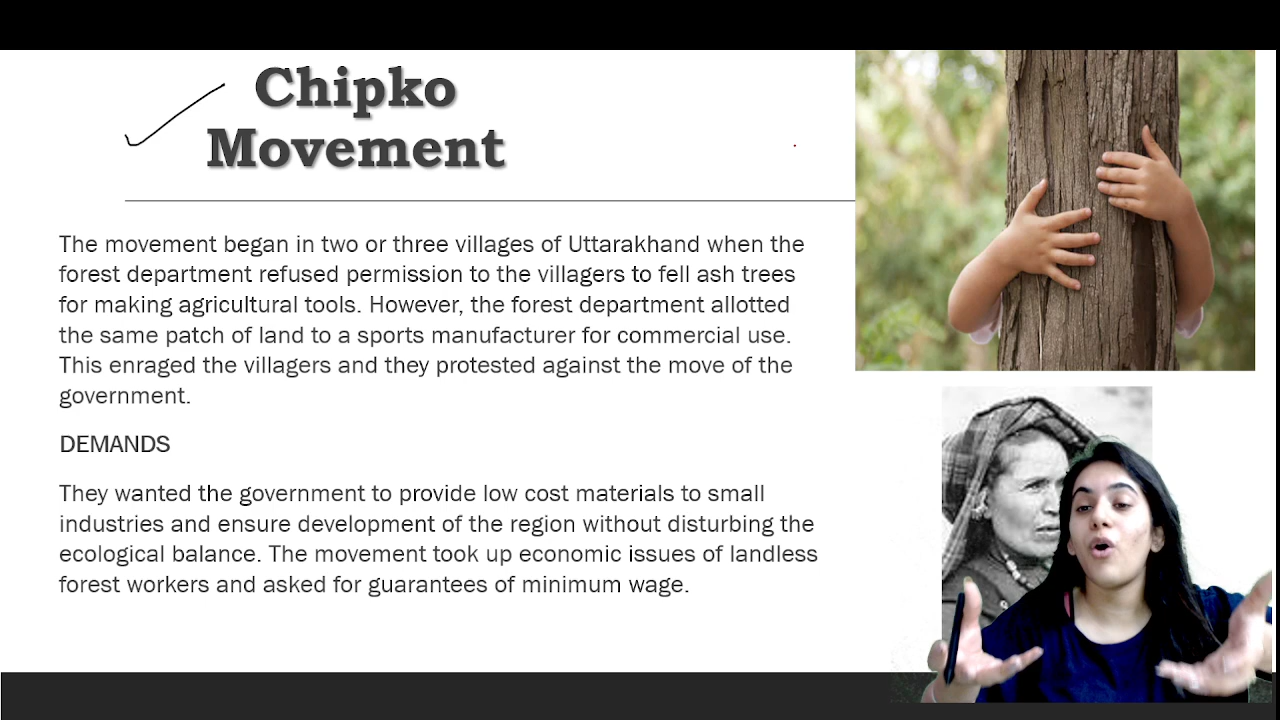 Chipko
Movement
The movement began in two or three villages of Uttarakhand when the
forest department refused permission to the villagers to fell ash trees
for making agricultural tools. However, the forest department allotted
the same patch of land to a sports manufacturer for commercial use.
This enraged the villagers and they protested against the move of the
government.
DEMANDS
They wanted the government to provide low cost materials to small
industries and ensure development of the region without disturbing the
ecological balance. The movement took up economic issues of landless
forest workers and asked for guarantees of minimum wage.